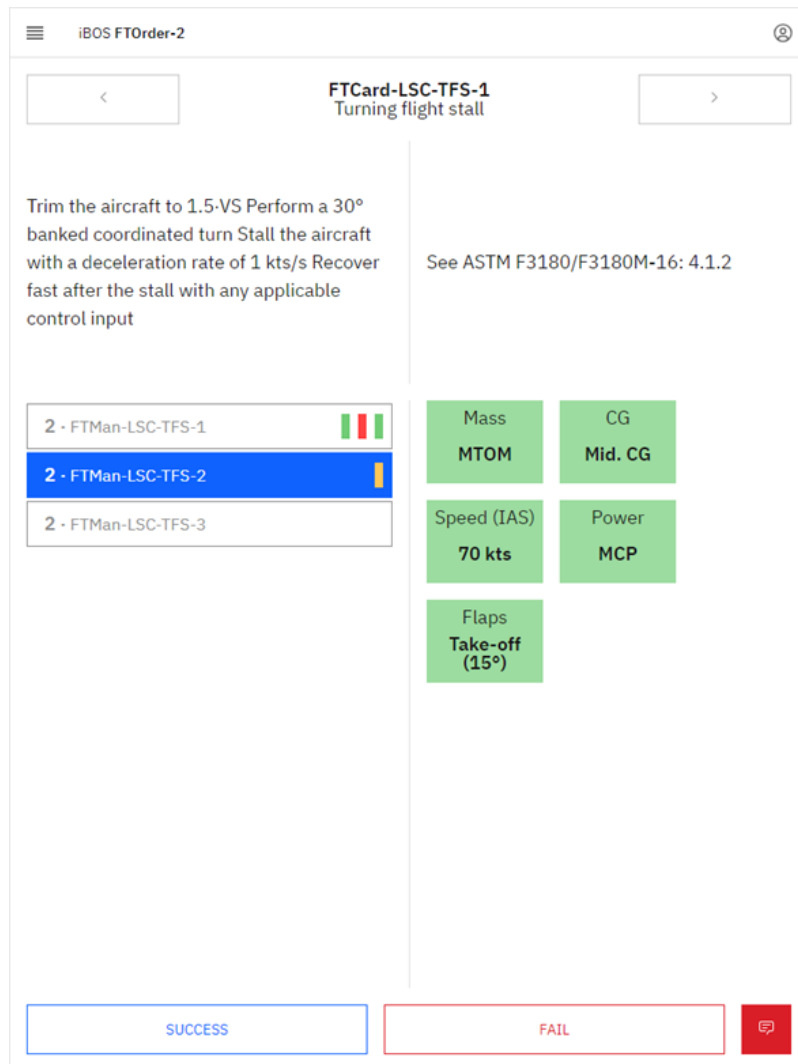 iBOS FTOrder-2
FTCard-LSC-TFS-1
Turning flight stall
Trim the aircraft to 1.5·VS Perform a 30°
banked coordinated turn Stall the aircraft
with a deceleration rate of 1 kts/s Recover
fast after the stall with any applicable
control input
See ASTM F3180/F3180M-16: 4.1.2
2 · FTMan-LSC-TFS-1
2 · FTMan-LSC-TFS-2
2 · FTMan-LSC-TFS-3
Mass
MTOM
CG
Mid. CG
Speed (IAS)
70 kts
Power
MCP
Flaps
Take-off
(15°)
SUCCESS
FAIL